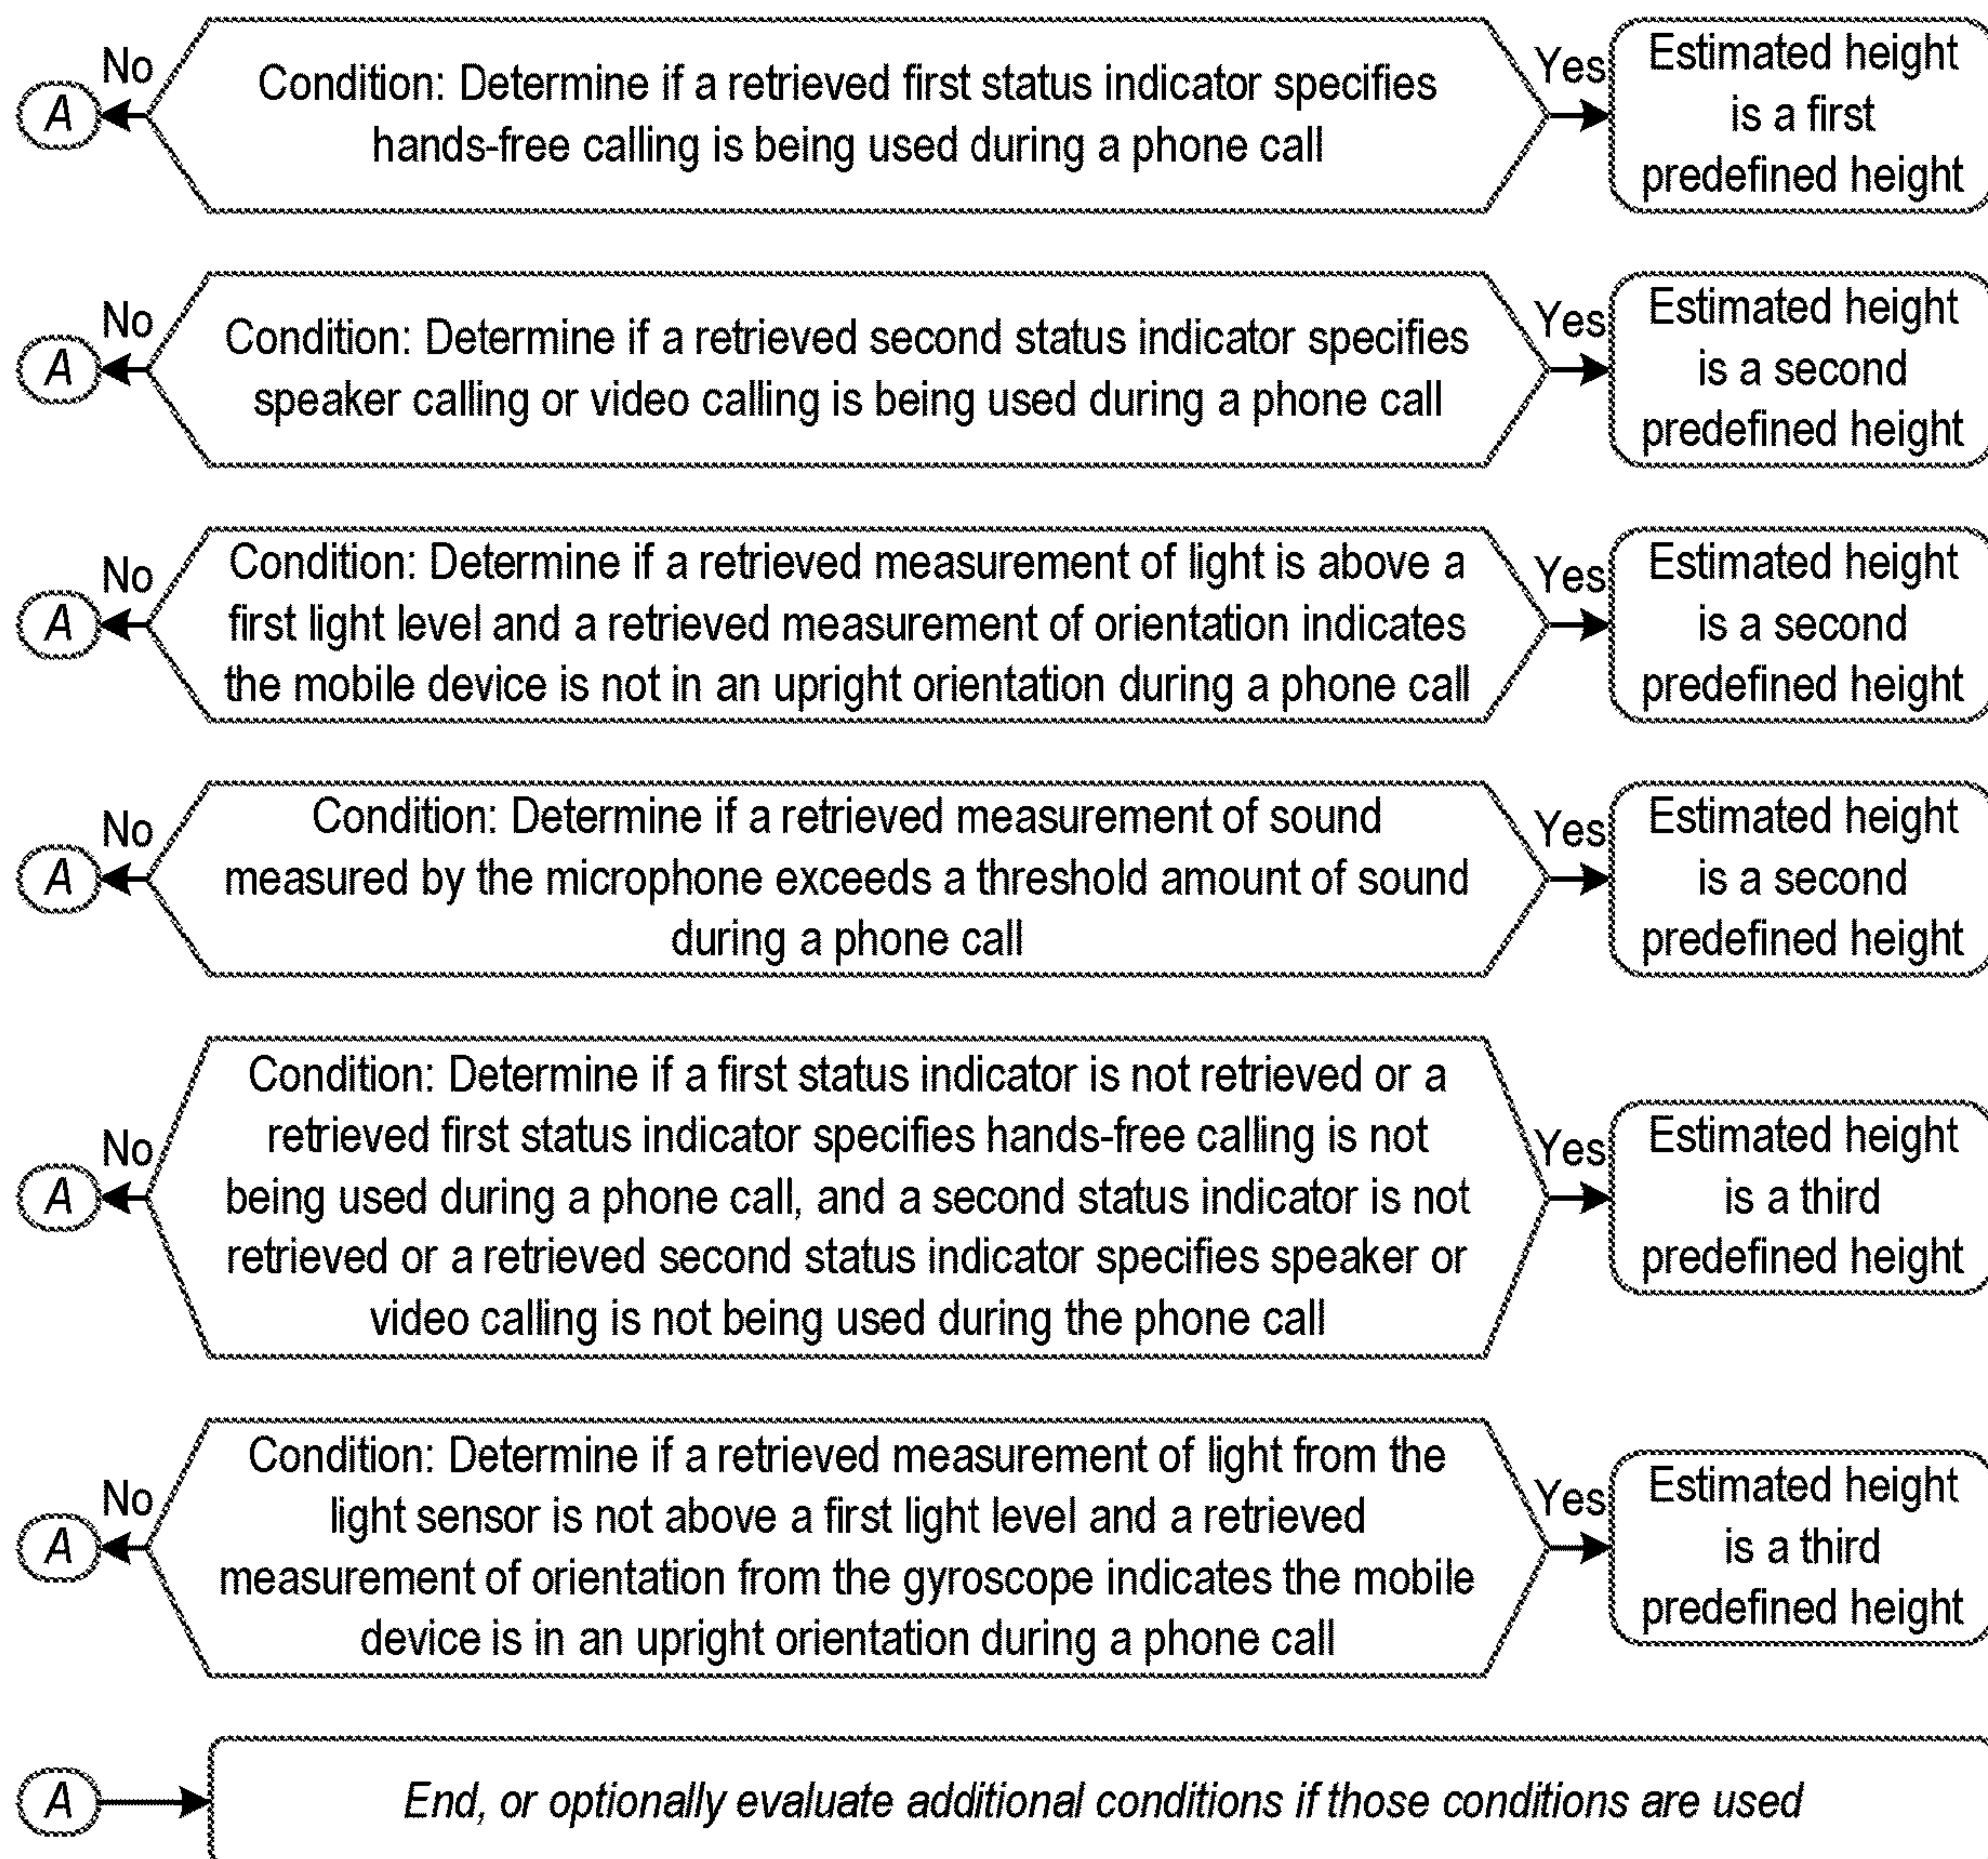 No
A
Condition: Determine if a retrieved first status indicator specifies
hands-free calling is being used during a phone call
Yes
Estimated height
is a first
predefined height
No
A
Condition: Determine if a retrieved second status indicator specifies
speaker calling or video calling is being used during a phone call
Yes
Estimated height
is a second
predefined height
No
A
Condition: Determine if a retrieved measurement of light is above a
first light level and a retrieved measurement of orientation indicates
the mobile device is not in an upright orientation during a phone call
Yes
Estimated height
is a second
predefined height
No
A
Condition: Determine if a retrieved measurement of sound
measured by the microphone exceeds a threshold amount of sound
during a phone call
Yes
Estimated height
is a second
predefined height
No
A
Condition: Determine if a first status indicator is not retrieved or a
retrieved first status indicator specifies hands-free calling is not
being used during a phone call, and a second status indicator is not
retrieved or a retrieved second status indicator specifies speaker or
video calling is not being used during the phone call
Yes
Estimated height
is a third
predefined height
No
A
Condition: Determine if a retrieved measurement of light from the
light sensor is not above a first light level and a retrieved
measurement of orientation from the gyroscope indicates the mobile
device is in an upright orientation during a phone call
Yes
Estimated height
is a third
predefined height
A
End, or optionally evaluate additional conditions if those conditions are used